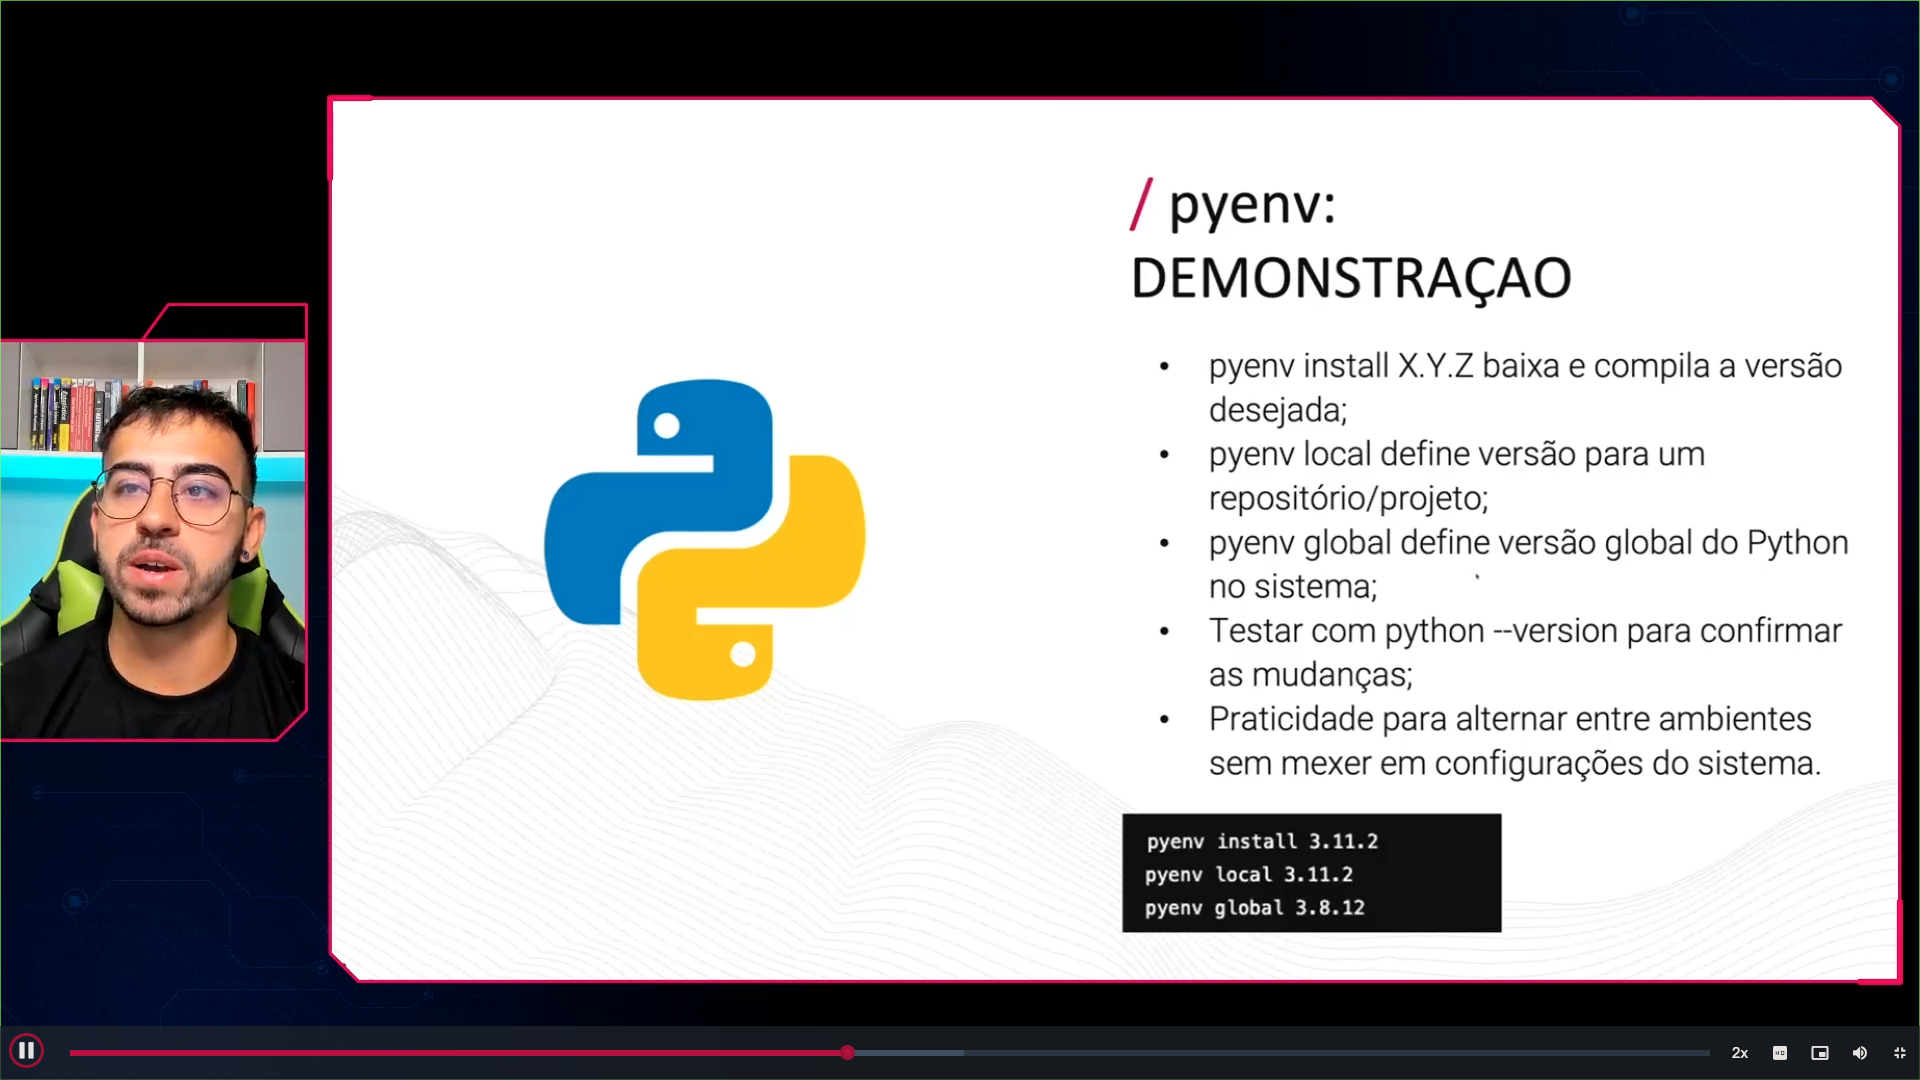 / pyenv:
DEMONSTRAÇAO
• pyenv install X.Y.Z baixa e compila a versão
desejada;
• pyenv local define versão para um
repositório/projeto;
• pyenv global define versão global do Python
no sistema;
• Testar com python --version para confirmar
as mudanças;
• Praticidade para alternar entre ambientes
sem mexer em configurações do sistema.
pyenv install 3.11.2
pyenv local 3.11.2
pyenv global 3.8.12
2x